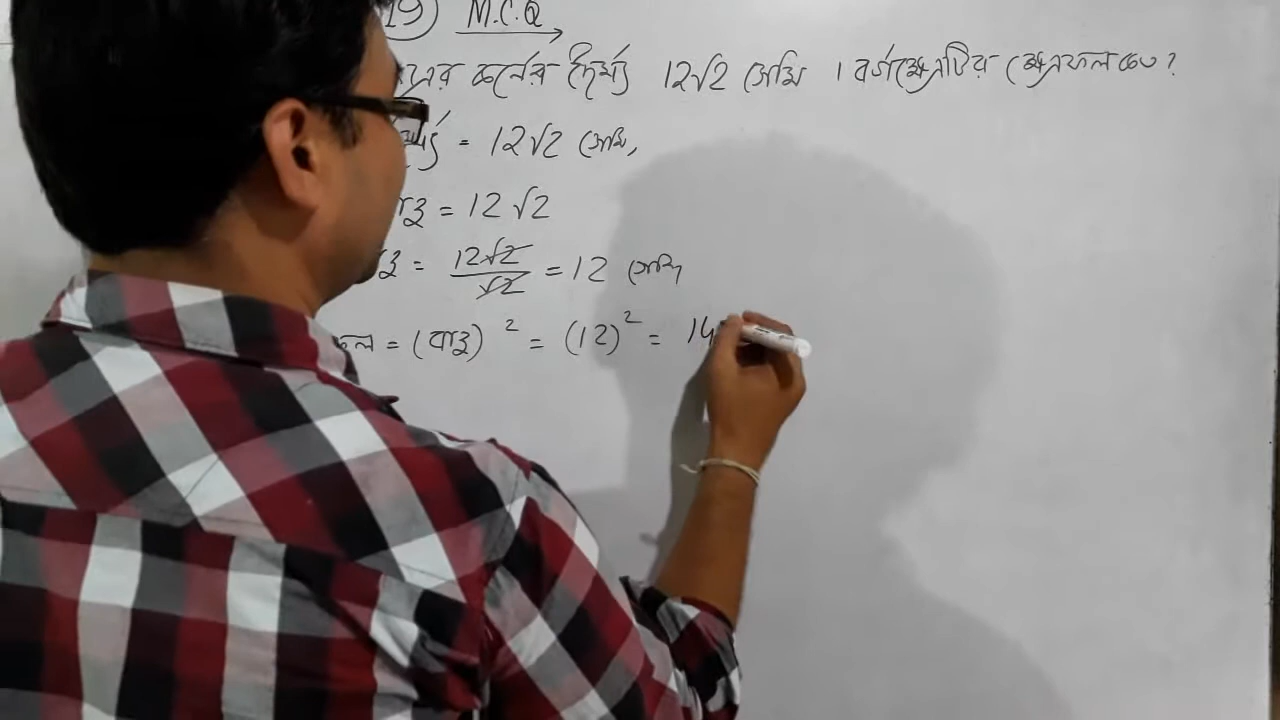 19) M.C.Q
কর্নের দৈর্ঘ্য 12√2 সেমি । বর্গক্ষেত্রটির ক্ষেত্রফল কত ?
= 12√2 সেমি,
= 12√2
= 12√2/√2 = 12 সেমি
= (বাহু)² = (12)² = 14